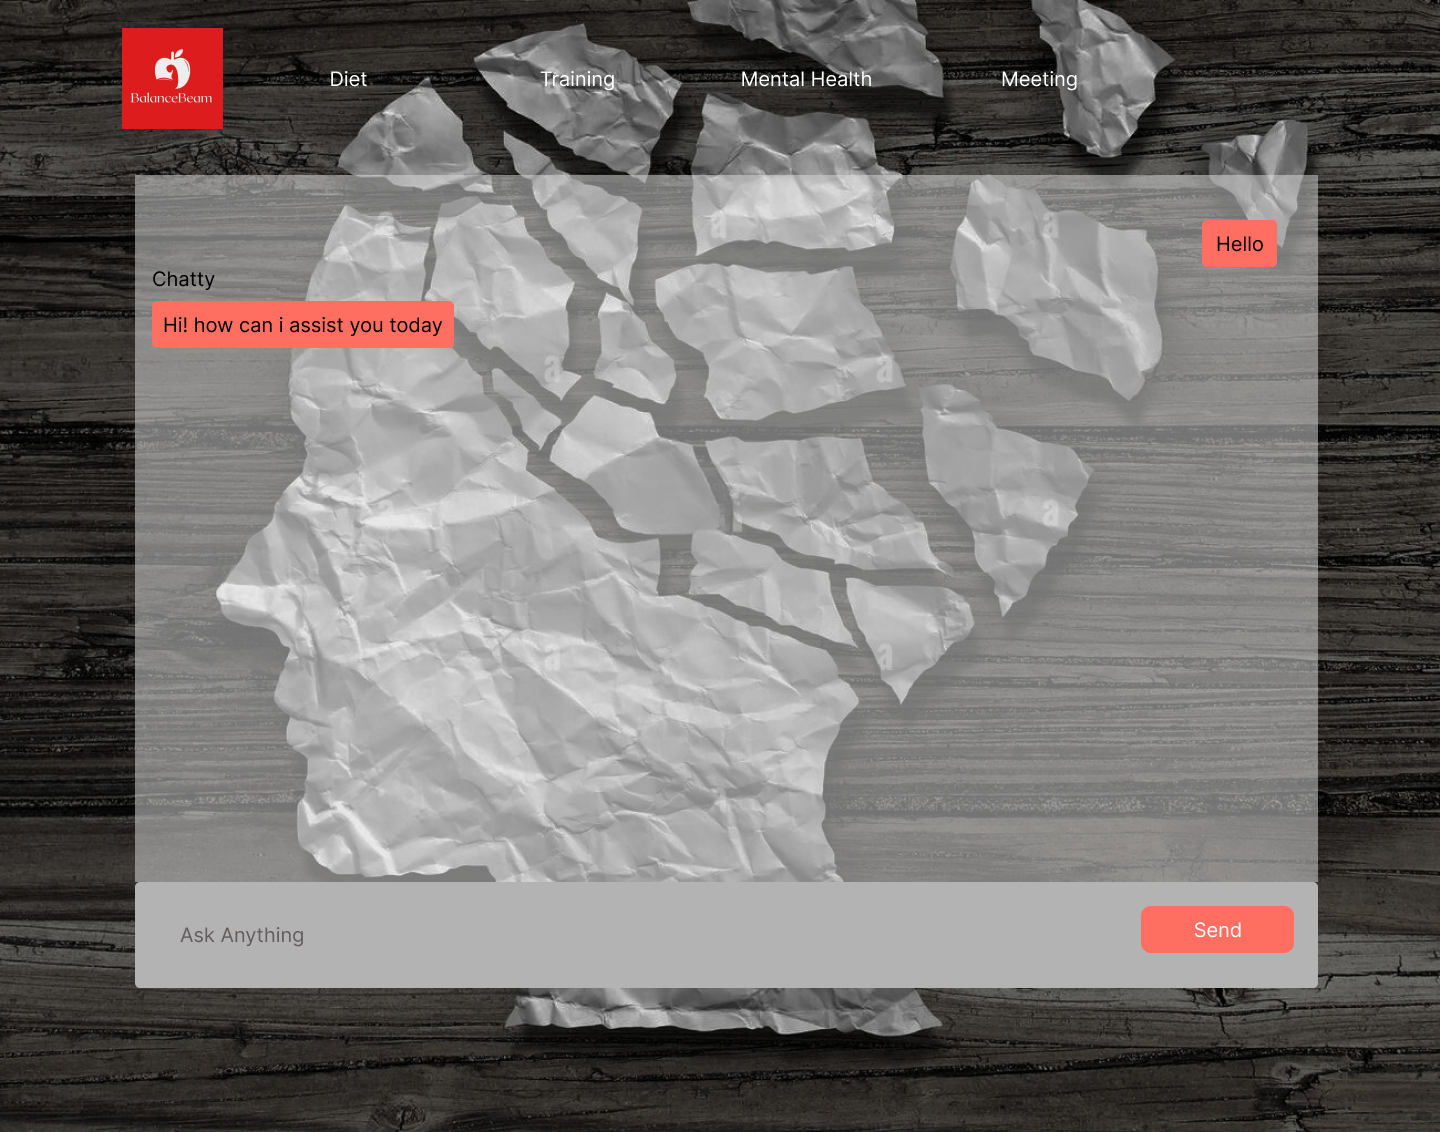 BalanceBeam
Diet
Training
Mental Health
Meeting
Hello
Chatty
Hi! how can i assist you today
Ask Anything
Send
a
a
a
a
a
a
a
a